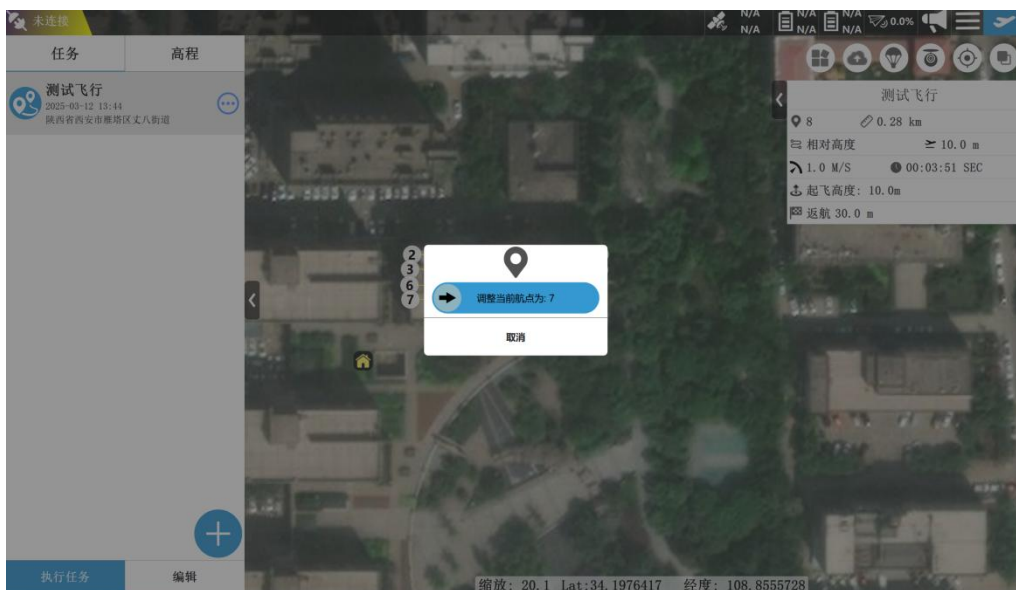 未连接
N/A
N/A
N/A
N/A
N/A
N/A
0.0%
任务
高程
测试飞行
2025-03-12 13:44
陕西省西安市雁塔区丈八街道
测试飞行
8
0.28 km
相对高度
10.0 m
1.0 M/S
00:03:51 SEC
起飞高度: 10.0m
返航 30.0 m
2
3
6
7
调整当前航点为: 7
取消
执行任务
编辑
缩放: 20.1 Lat:34.1976417 经度: 108.8555728